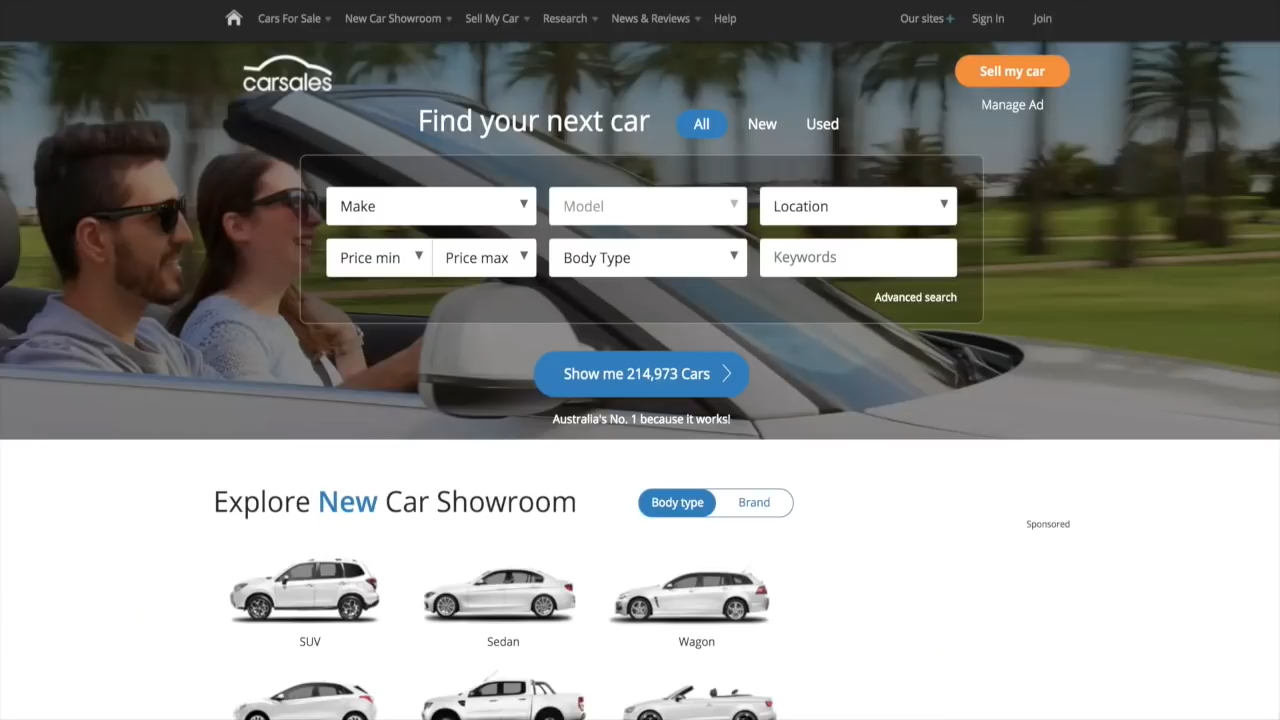 Cars For Sale New Car Showroom Sell My Car Research News & Reviews Help Our sites+ Sign In Join
carsales
Sell my car
Manage Ad
Find your next car All New Used
Make Model Location
Price min Price max Body Type Keywords
Advanced search
Show me 214,973 Cars
Australia's No. 1 because it works!
Explore New Car Showroom Body type Brand
Sponsored
SUV Sedan Wagon